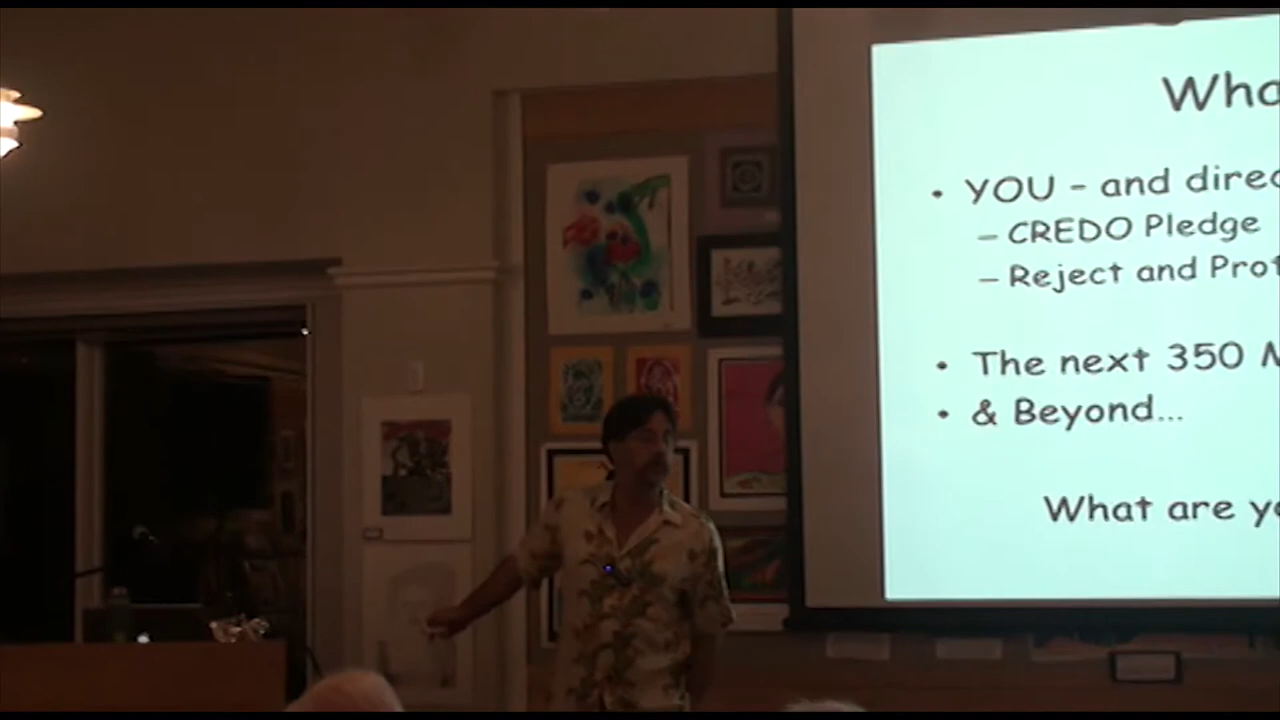 Wha
• YOU - and direc
– CREDO Pledge
– Reject and Prot
• The next 350
• & Beyond...
What are yo